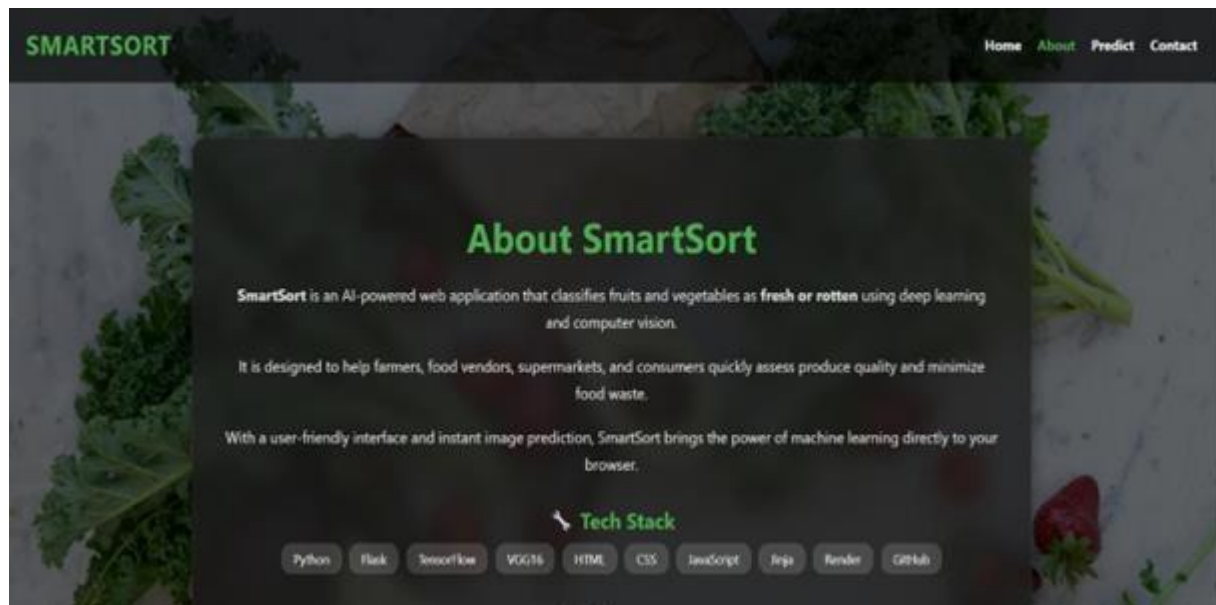 SMARTSORT
Home About Predict Contact
About SmartSort
SmartSort is an AI-powered web application that classifies fruits and vegetables as fresh or rotten using deep learning
and computer vision.
It is designed to help farmers, food vendors, supermarkets, and consumers quickly assess produce quality and minimize
food waste.
With a user-friendly interface and instant image prediction, SmartSort brings the power of machine learning directly to your
browser.
Tech Stack
Python Flask TensorFlow VGG16 HTML CSS JavaScript Jinja Render GitHub